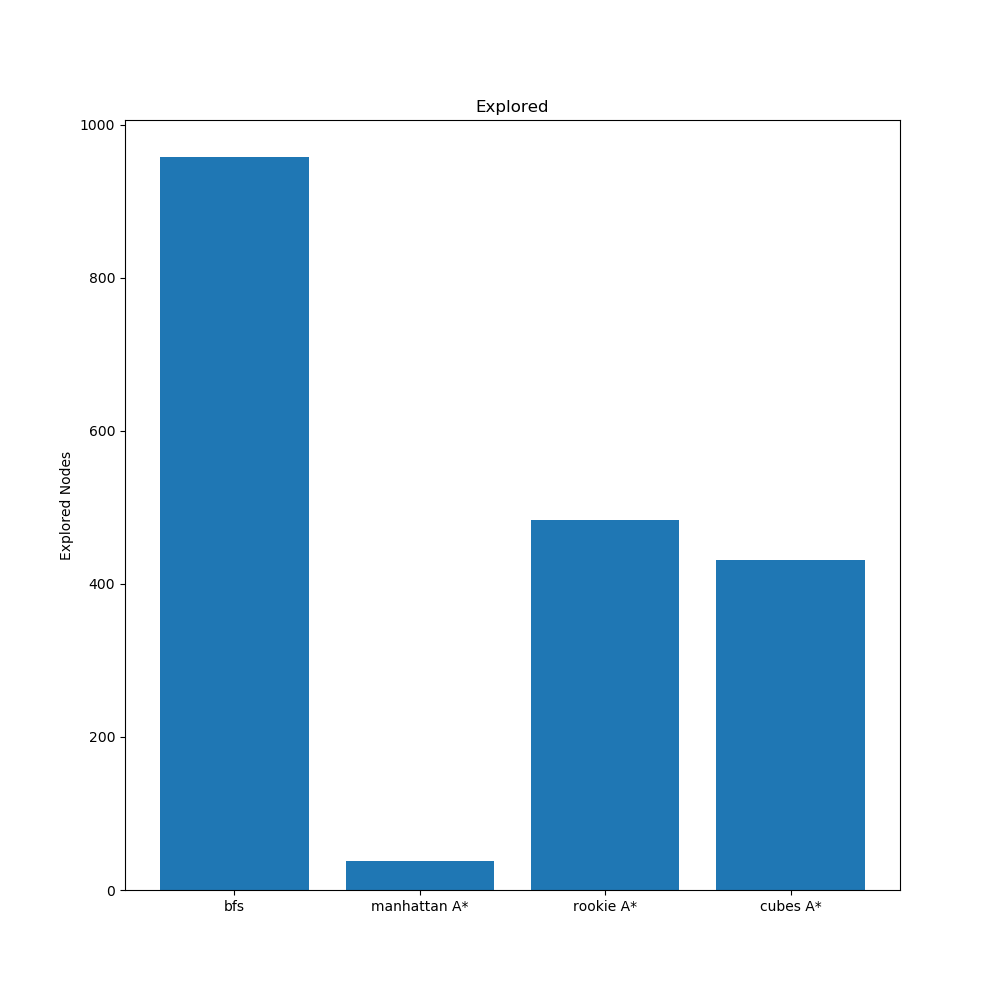 Explored
1000
800
600
400
200
0
Explored Nodes
bfs
manhattan A*
rookie A*
cubes A*